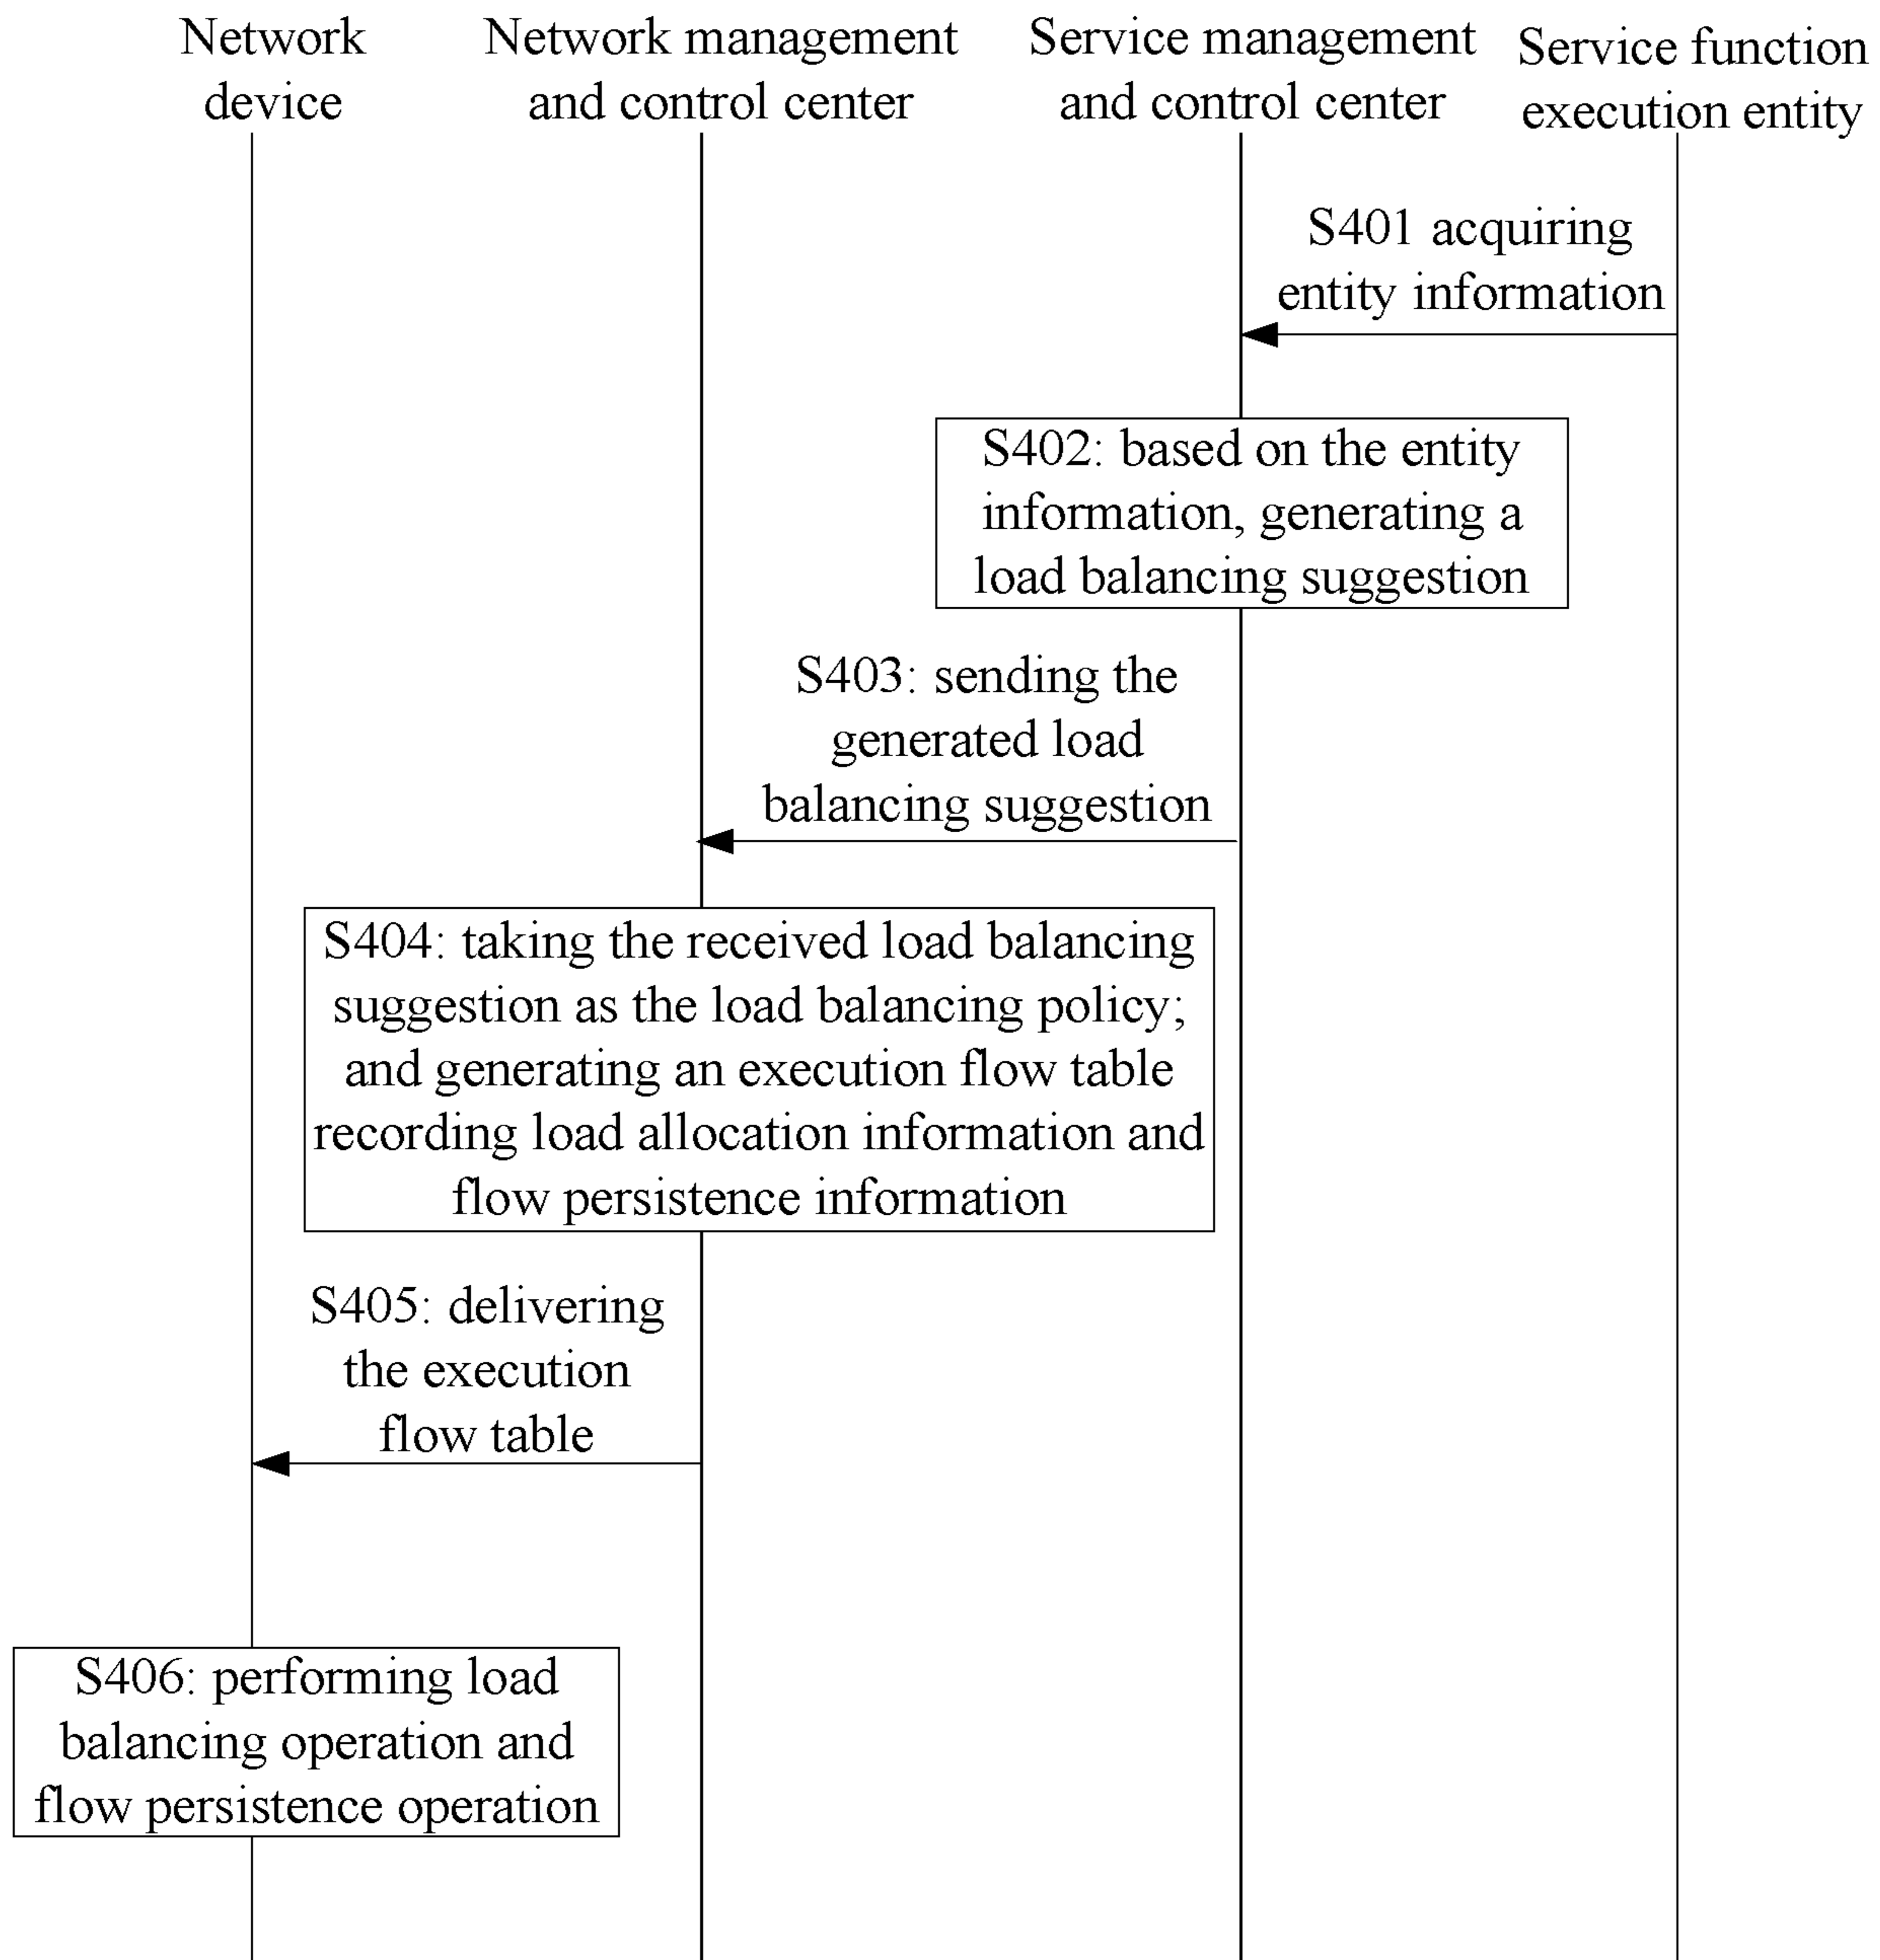 Network
device
Network management
and control center
Service management
and control center
Service function
execution entity
S401 acquiring
entity information
S402: based on the entity
information, generating a
load balancing suggestion
S403: sending the
generated load
balancing suggestion
S404: taking the received load balancing
suggestion as the load balancing policy;
and generating an execution flow table
recording load allocation information and
flow persistence information
S405: delivering
the execution
flow table
S406: performing load
balancing operation and
flow persistence operation